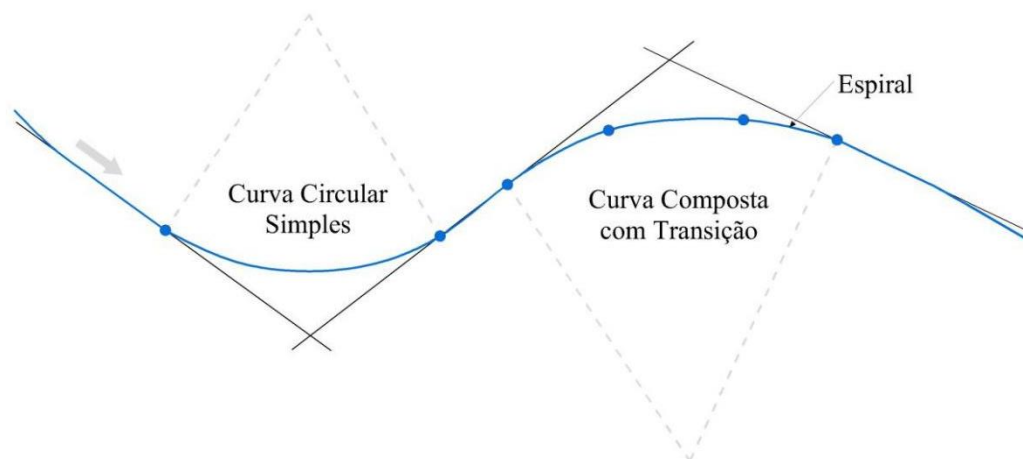 Espiral
Curva Circular
Simples
Curva Composta
com Transição